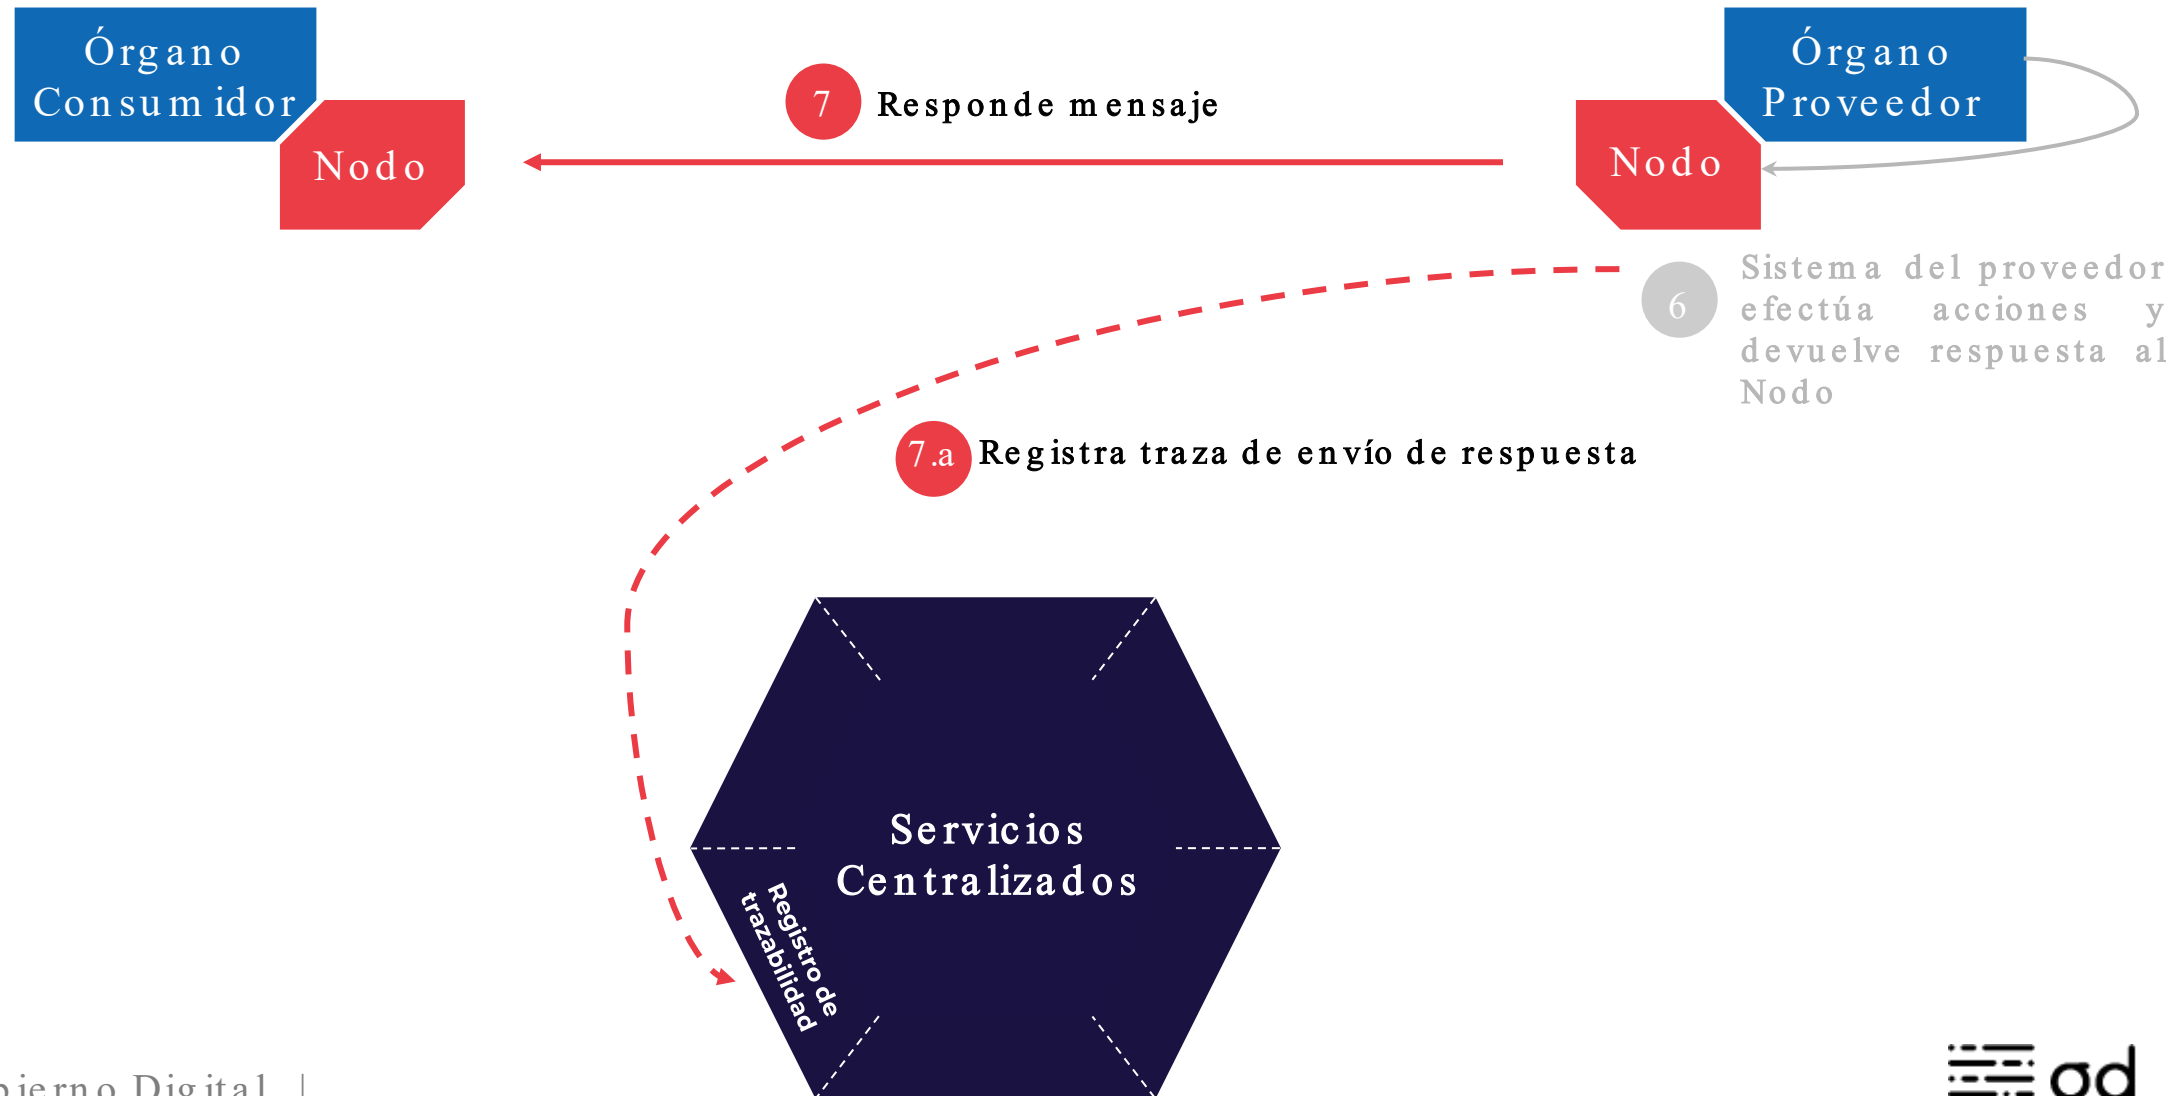 Órgano
Consumidor
Nodo
7
Responde mensaje
Órgano
Proveedor
Nodo
6
Sistema del proveedor
efectúa acciones y
devuelve respuesta al
Nodo
7.a
Registra traza de envío de respuesta
Servicios
Centralizados
Registro de
trazabilidad
Digital |
gd